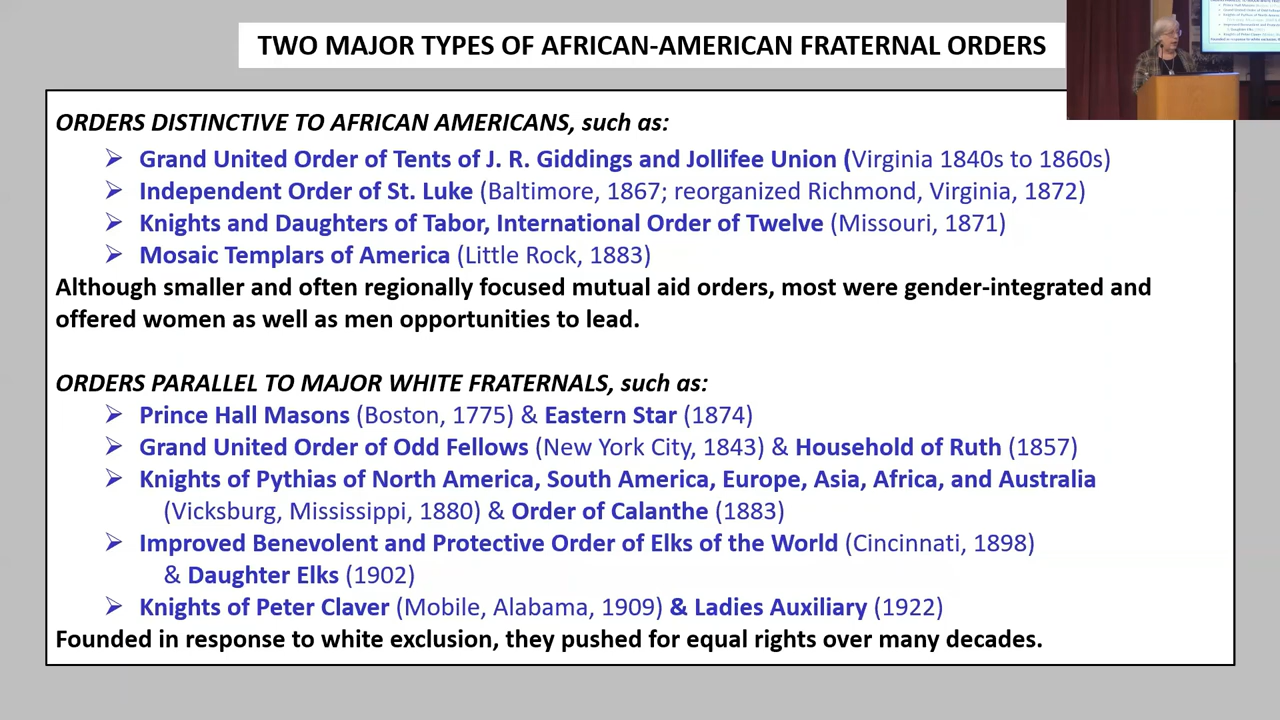 TWO MAJOR TYPES OF AFRICAN-AMERICAN FRATERNAL ORDERS
ORDERS DISTINCTIVE TO AFRICAN AMERICANS, such as:
➢ Grand United Order of Tents of J. R. Giddings and Jollifee Union (Virginia 1840s to 1860s)
➢ Independent Order of St. Luke (Baltimore, 1867; reorganized Richmond, Virginia, 1872)
➢ Knights and Daughters of Tabor, International Order of Twelve (Missouri, 1871)
➢ Mosaic Templars of America (Little Rock, 1883)
Although smaller and often regionally focused mutual aid orders, most were gender-integrated and
offered women as well as men opportunities to lead.
ORDERS PARALLEL TO MAJOR WHITE FRATERNALS, such as:
➢ Prince Hall Masons (Boston, 1775) & Eastern Star (1874)
➢ Grand United Order of Odd Fellows (New York City, 1843) & Household of Ruth (1857)
➢ Knights of Pythias of North America, South America, Europe, Asia, Africa, and Australia
(Vicksburg, Mississippi, 1880) & Order of Calanthe (1883)
➢ Improved Benevolent and Protective Order of Elks of the World (Cincinnati, 1898)
& Daughter Elks (1902)
➢ Knights of Peter Claver (Mobile, Alabama, 1909) & Ladies Auxiliary (1922)
Founded in response to white exclusion, they pushed for equal rights over many decades.